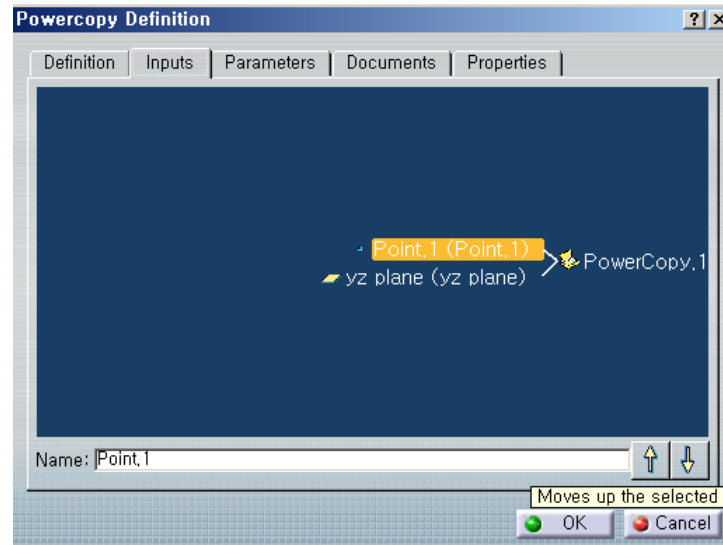 Powercopy Definition
Definition Inputs Parameters Documents Properties
Point,1 (Point,1)
PowerCopy,1
yz plane (yz plane)
Name: Point,1
Moves up the selected
OK Cancel